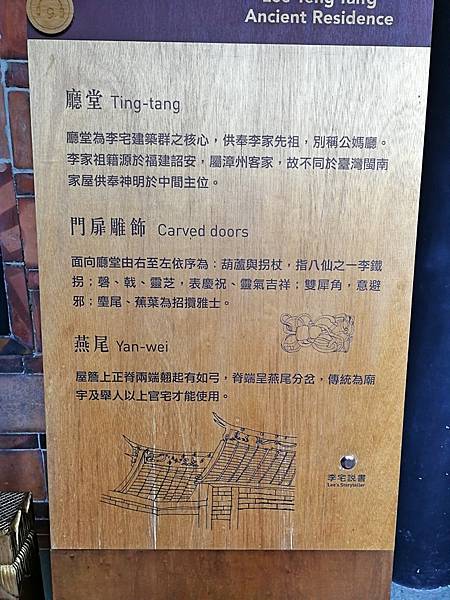 Lee Teng-fang
Ancient Residence
9
廳堂 Ting-tang
廳堂為李宅建築群之核心，供奉李家先祖，別稱公媽廳。
李家祖籍源於福建詔安，屬漳州客家，故不同於臺灣閩南
家屋供奉神明於中間主位。
門扉雕飾 Carved doors
面向廳堂由右至左依序為：葫蘆與拐杖，指八仙之一李鐵
拐；磬、戟、靈芝，表慶祝、靈氣吉祥；雙犀角，意避
邪；麈尾、蕉葉為招攬雅士。
燕尾 Yan-wei
屋簷上正脊兩端翹起有如弓，脊端呈燕尾分岔，傳統為廟
宇及舉人以上官宅才能使用。
李宅說書
Lee's Storyteller